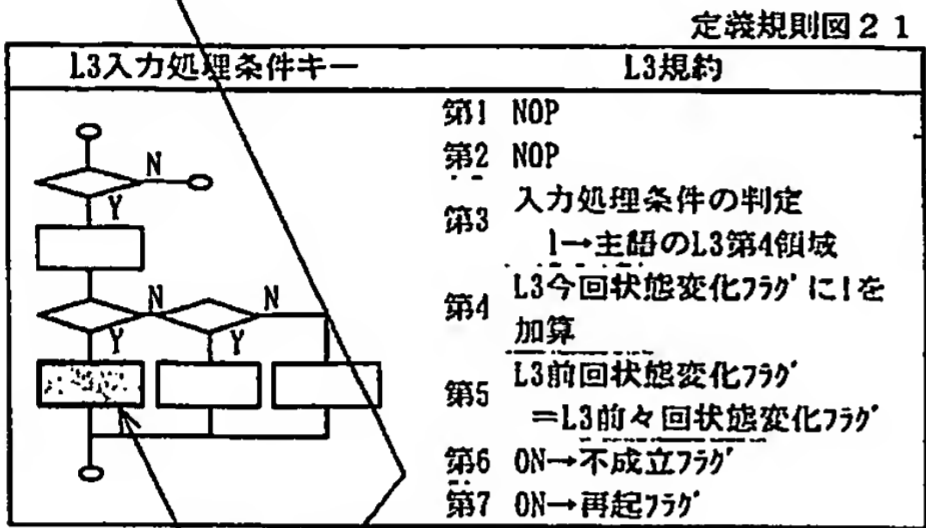 定義規則図21
L3入力処理条件キー L3規約
N
Y
N N
Y Y
第1 NOP
第2 NOP
第3 入力処理条件の判定
1→主語のL3第4領域
第4 L3今回状態変化フラグに1を
加算
第5 L3前回状態変化フラグ
=L3前々回状態変化フラグ
第6 ON→不成立フラグ
第7 ON→再起フラグ